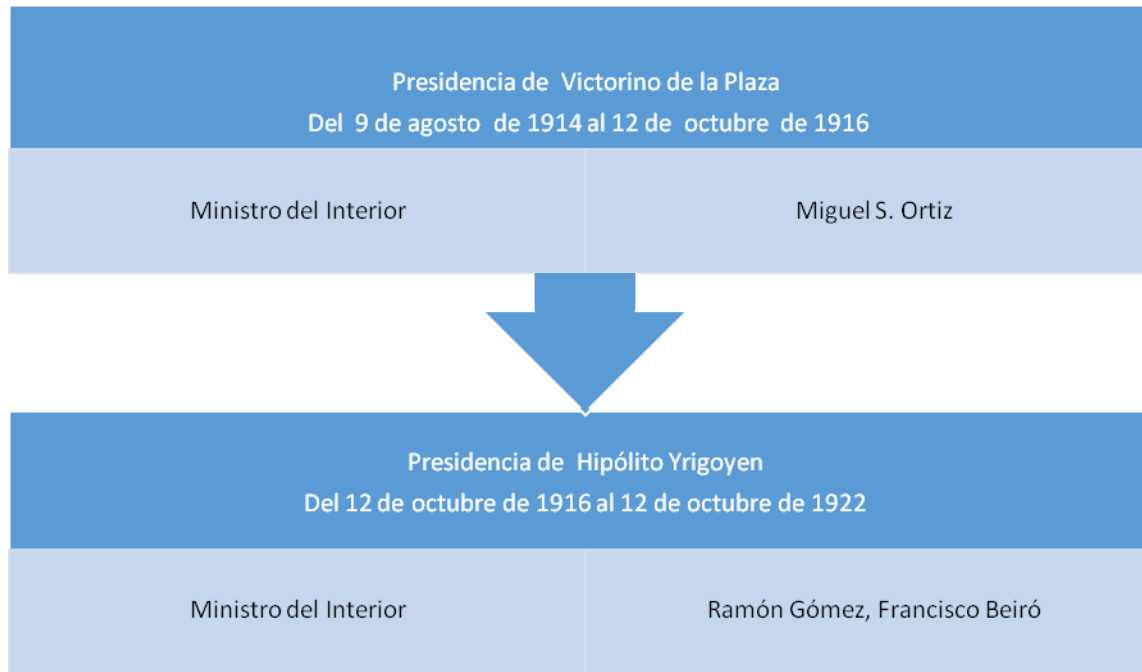 Presidencia de Victorino de la Plaza
Del 9 de agosto de 1914 al 12 de octubre de 1916
Ministro del Interior
Miguel S. Ortiz
Presidencia de Hipólito Yrigoyen
Del 12 de octubre de 1916 al 12 de octubre de 1922
Ministro del Interior
Ramón Gómez, Francisco Beiró